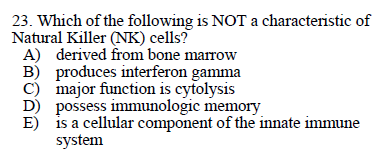 23. Which of the following is NOT a characteristic of
Natural Killer (NK) cells?
A) derived from bone marrow
B) produces interferon gamma
C) major function is cytolysis
D) possess immunologic memory
E) is a cellular component of the innate immune
system